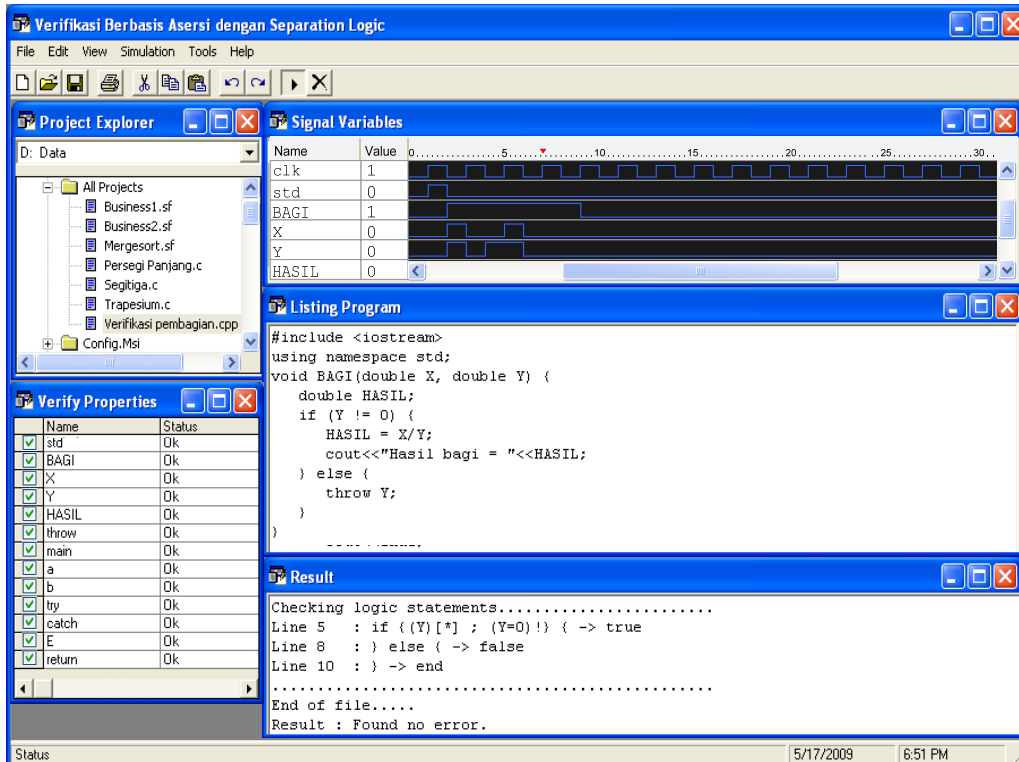 Verifikasi Berbasis Asersi dengan Separation Logic
File Edit View Simulation Tools Help
Project Explorer
D: Data
All Projects
Business1.sf
Business2.sf
Mergesort.sf
Persegi Panjang.c
Segitiga.c
Trapesium.c
Verifikasi pembagian.cpp
Config.Msi
Verify Properties
Name Status
std Ok
BAGI Ok
X Ok
Y Ok
HASIL Ok
throw Ok
main Ok
a Ok
b Ok
try Ok
catch Ok
E Ok
return Ok
Signal Variables
Name Value 0..............5..............10..............15..............20..............25..............30..
clk 1
std 0
BAGI 1
X 0
Y 0
HASIL 0
Listing Program
#include <iostream>
using namespace std;
void BAGI(double X, double Y) {
double HASIL;
if (Y != 0) {
HASIL = X/Y;
cout<<"Hasil bagi = "<<HASIL;
} else {
throw Y;
}
}
Result
Checking logic statements........................
Line 5 : if {(Y)[*] ; (Y=0)!} { -> true
Line 8 : } else { -> false
Line 10 : } -> end
.................................................
End of file.....
Result : Found no error.
Status 5/17/2009 6:51 PM